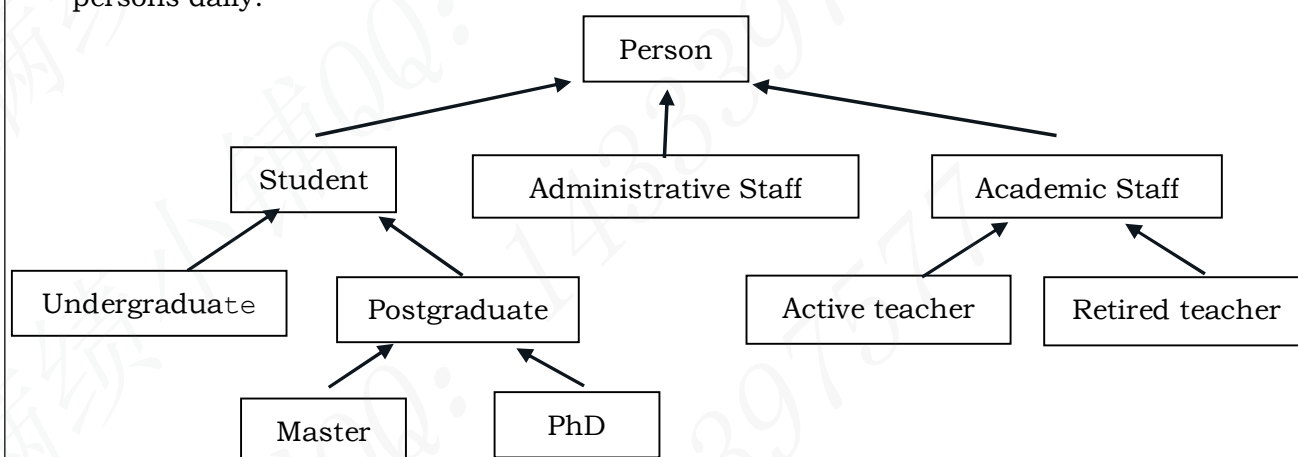 persons daily.
Person
Student
Administrative Staff
Academic Staff
Undergraduate
Postgraduate
Active teacher
Retired teacher
Master
PhD